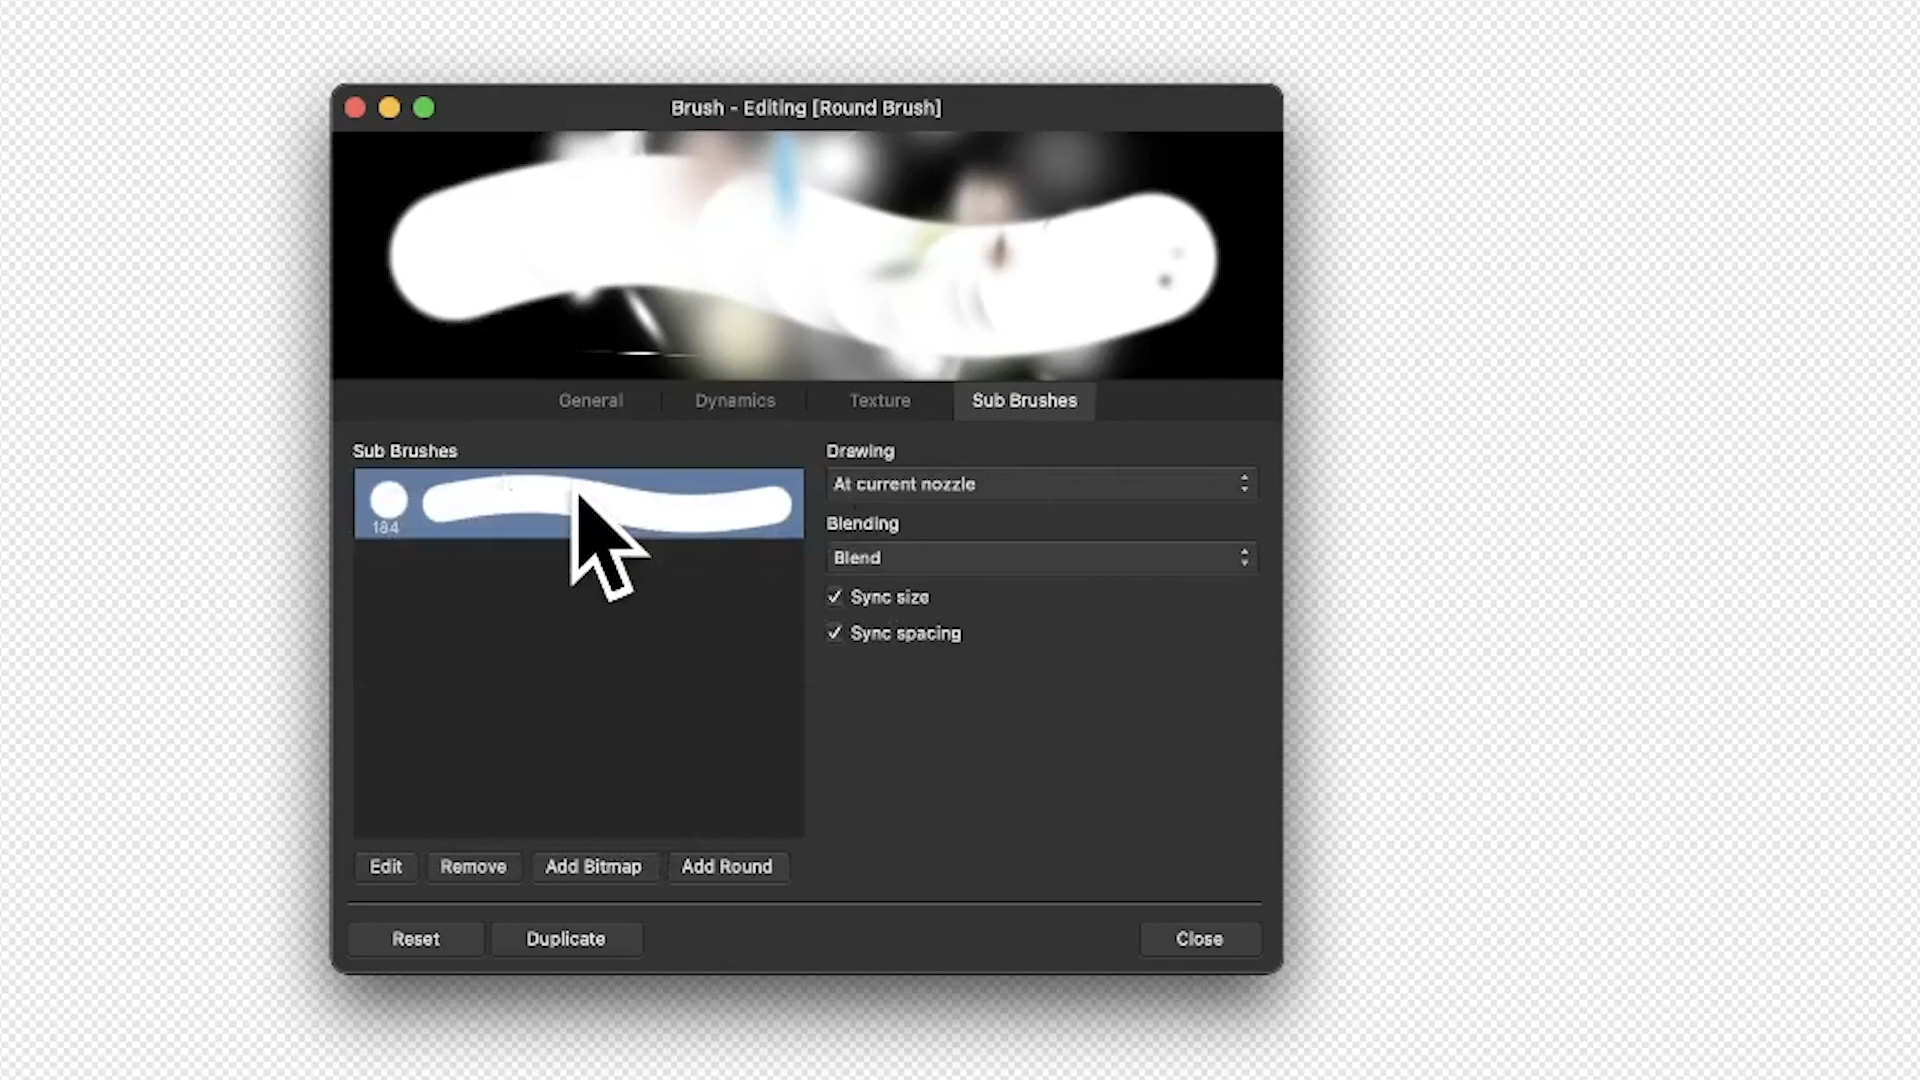 Brush - Editing [Round Brush]
General
Dynamics
Texture
Sub Brushes
Sub Brushes
184
Drawing
At current nozzle
Blending
Blend
Sync size
Sync spacing
Edit
Remove
Add Bitmap
Add Round
Reset
Duplicate
Close